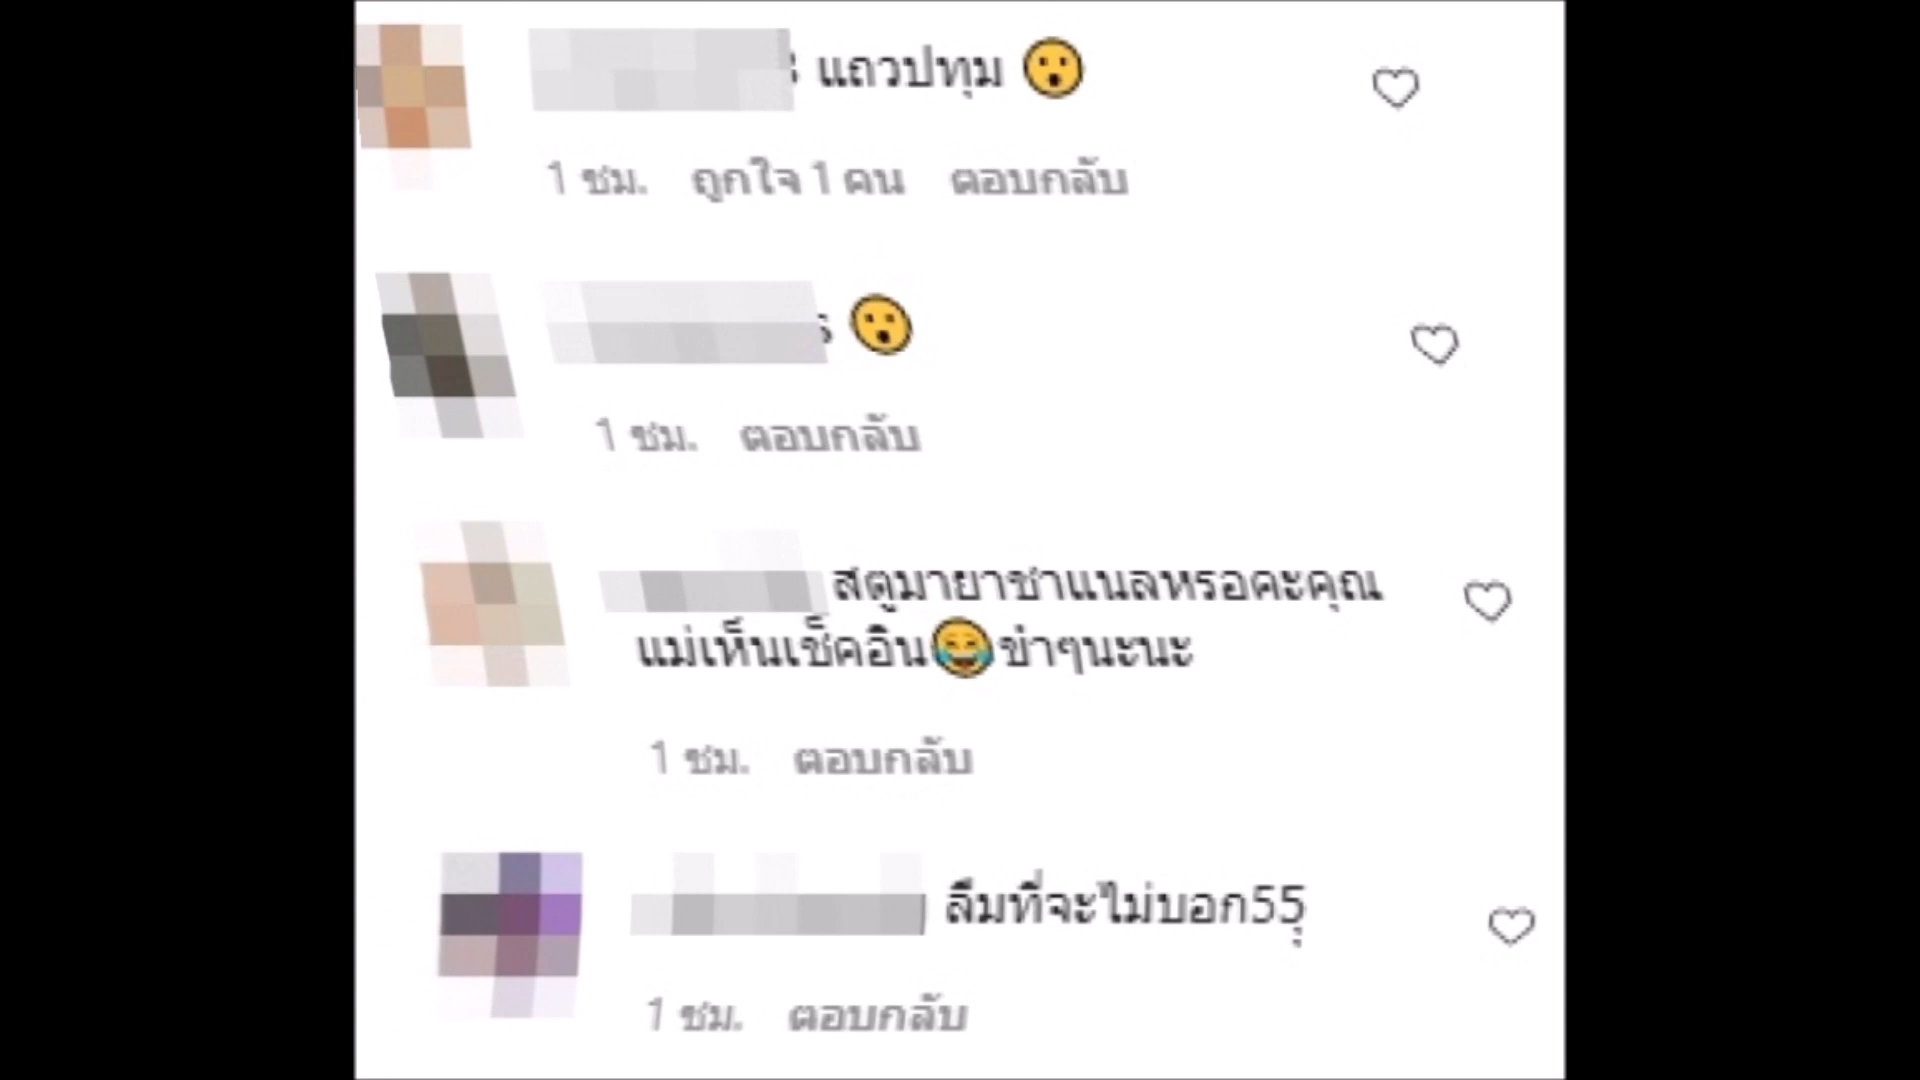 แถวปทุม 😮
1 ชม. ถูกใจ 1 คน ตอบกลับ
😮
1 ชม. ตอบกลับ
สตูมายาชาแนลหรอคะคุณ
แม่เห็นเช็คอิน😂ขำๆนะนะ
1 ชม. ตอบกลับ
ลืมที่จะไม่บอก55ุ
1 ชม. ตอบกลับ